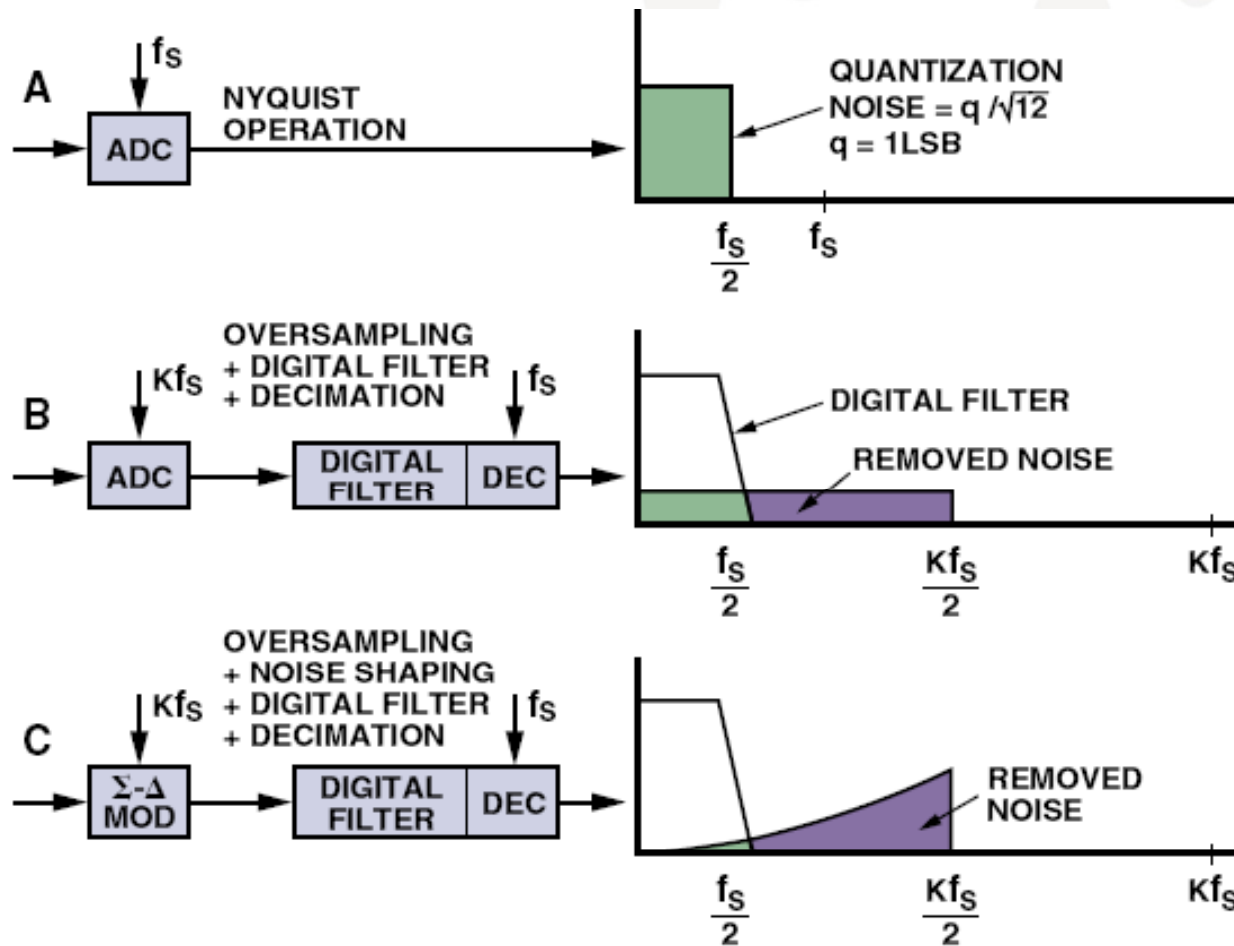 A
fS
ADC
NYQUIST
OPERATION
QUANTIZATION
NOISE = q /√12
q = 1LSB
fS
2
fS
B
OVERSAMPLING
+ DIGITAL FILTER
+ DECIMATION
KfS
fS
ADC
DIGITAL
FILTER
DEC
DIGITAL FILTER
REMOVED NOISE
fS
2
KfS
2
KfS
C
OVERSAMPLING
+ NOISE SHAPING
+ DIGITAL FILTER
+ DECIMATION
KfS
fS
Σ-Δ
MOD
DIGITAL
FILTER
DEC
REMOVED
NOISE
fS
2
KfS
2
KfS